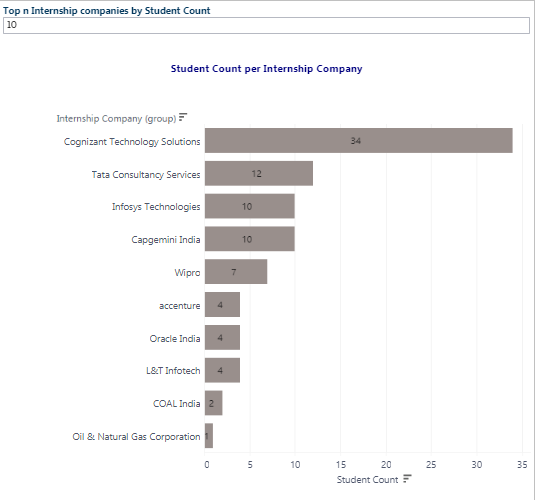 Top n Internship companies by Student Count
10
Student Count per Internship Company
Internship Company (group)
Cognizant Technology Solutions 34
Tata Consultancy Services 12
Infosys Technologies 10
Capgemini India 10
Wipro 7
accenture 4
Oracle India 4
L&T Infotech 4
COAL India 2
Oil & Natural Gas Corporation 1
0 5 10 15 20 25 30 35
Student Count